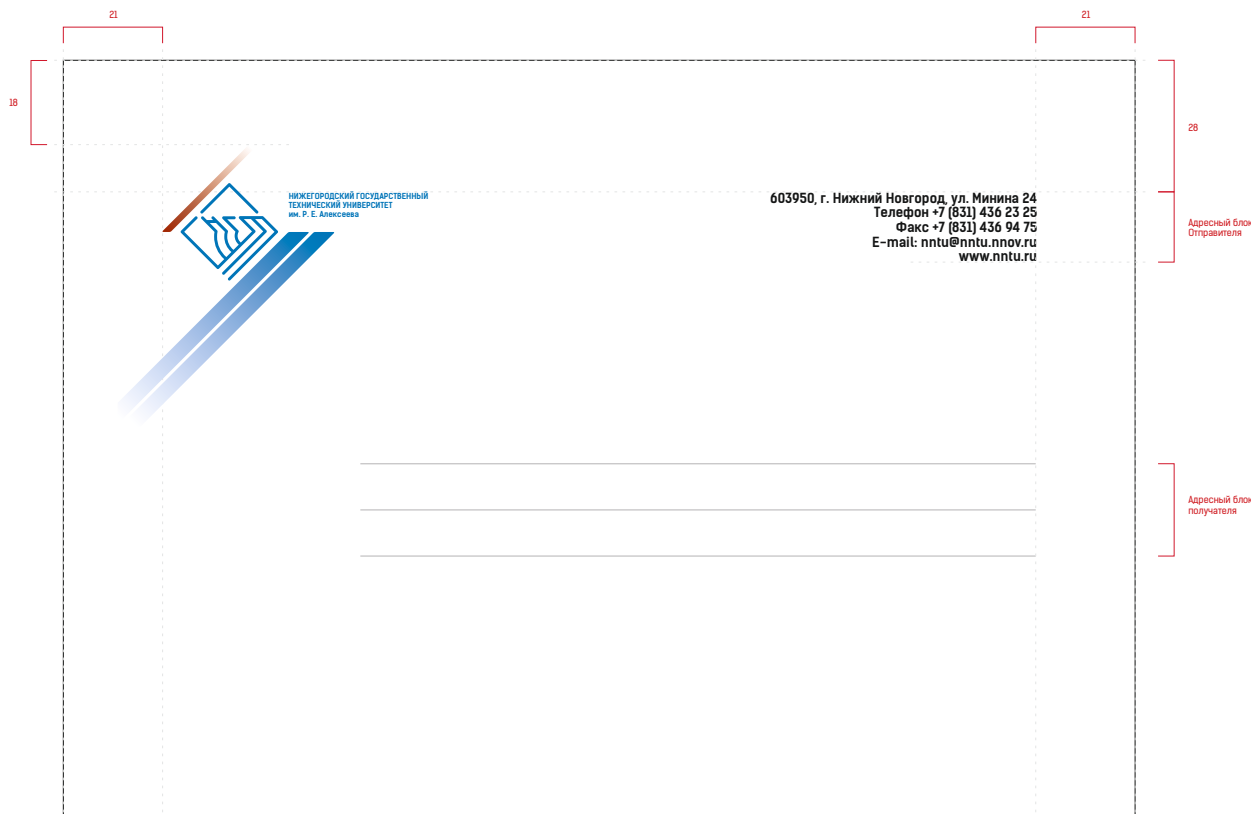 21
21
18
28
НИЖЕГОРОДСКИЙ ГОСУДАРСТВЕННЫЙ
ТЕХНИЧЕСКИЙ УНИВЕРСИТЕТ
им. Р. Е. Алексеева
603950, г. Нижний Новгород, ул. Минина 24
Телефон +7 (831) 436 23 25
Факс +7 (831) 436 94 75
E-mail: nntu@nntu.nnov.ru
www.nntu.ru
Адресный блок
Отправителя
Адресный блок
получателя